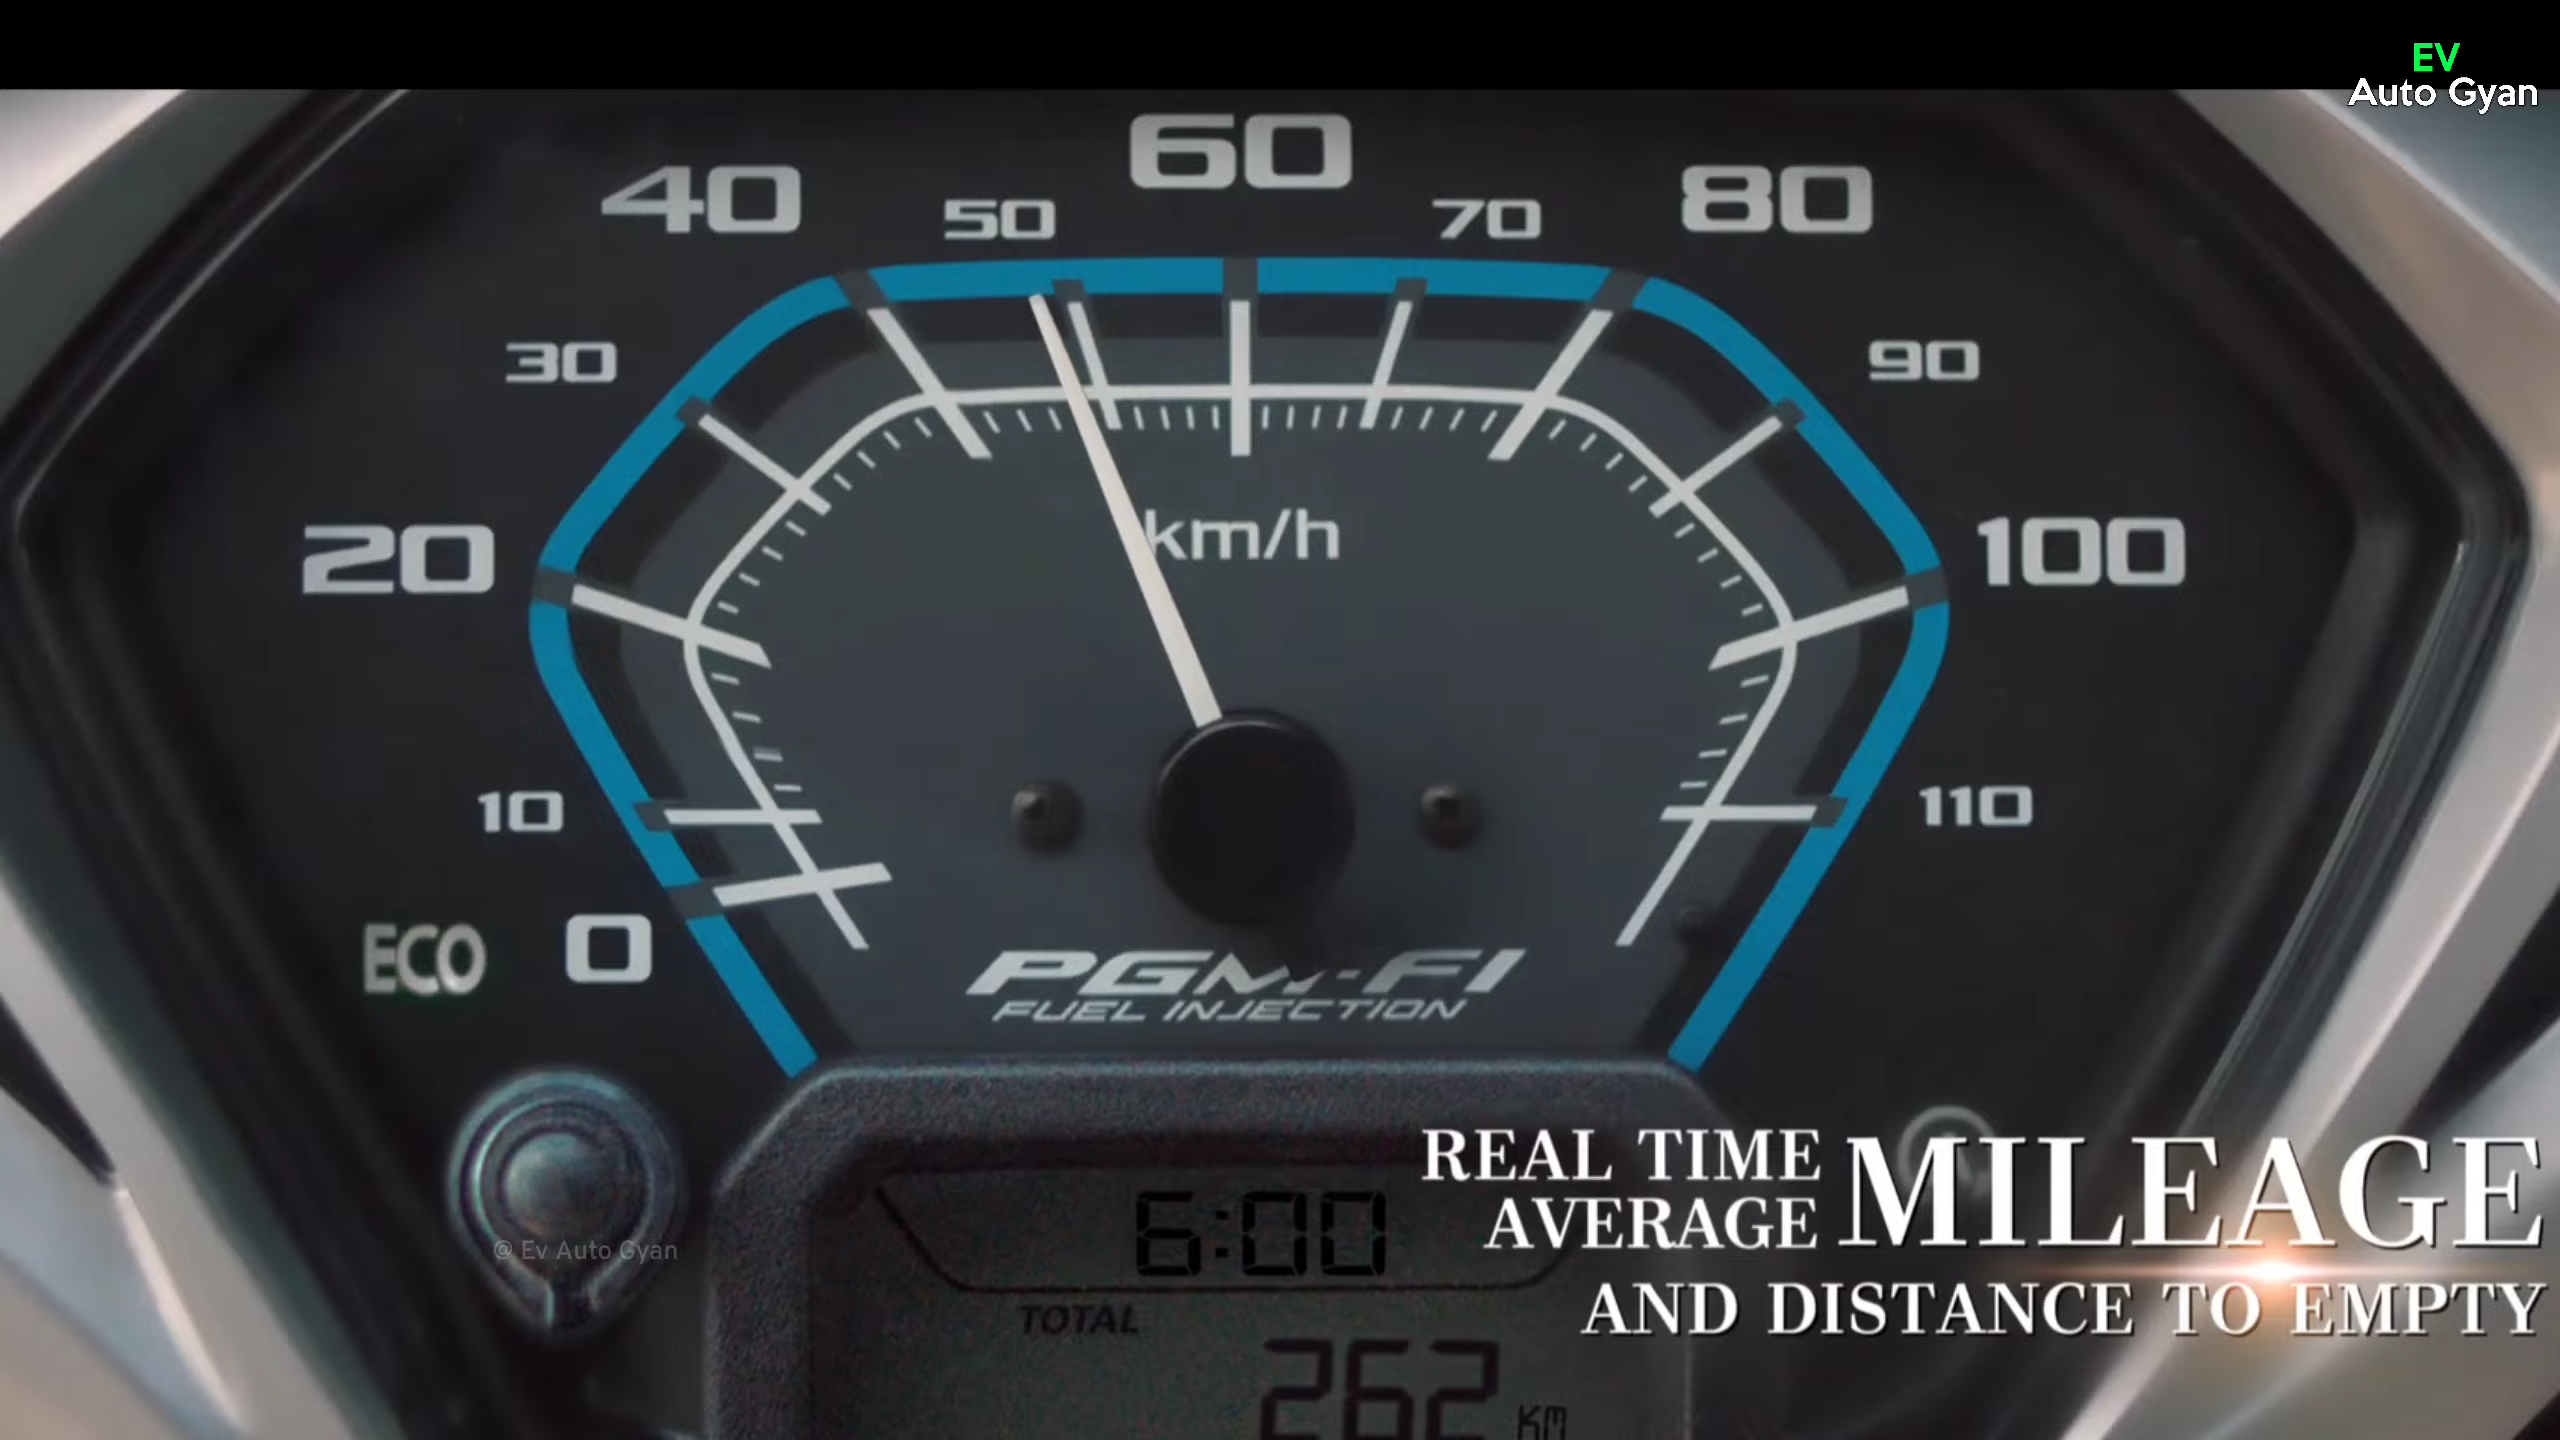 EV
Auto Gyan
60
40
80
50
70
30
90
km/h
20
100
10
110
ECO
0
PGM-FI
FUEL INJECTION
REAL TIME
AVERAGE
MILEAGE
AND DISTANCE TO EMPTY
6:00
@ Ev Auto Gyan
TOTAL
262 KM